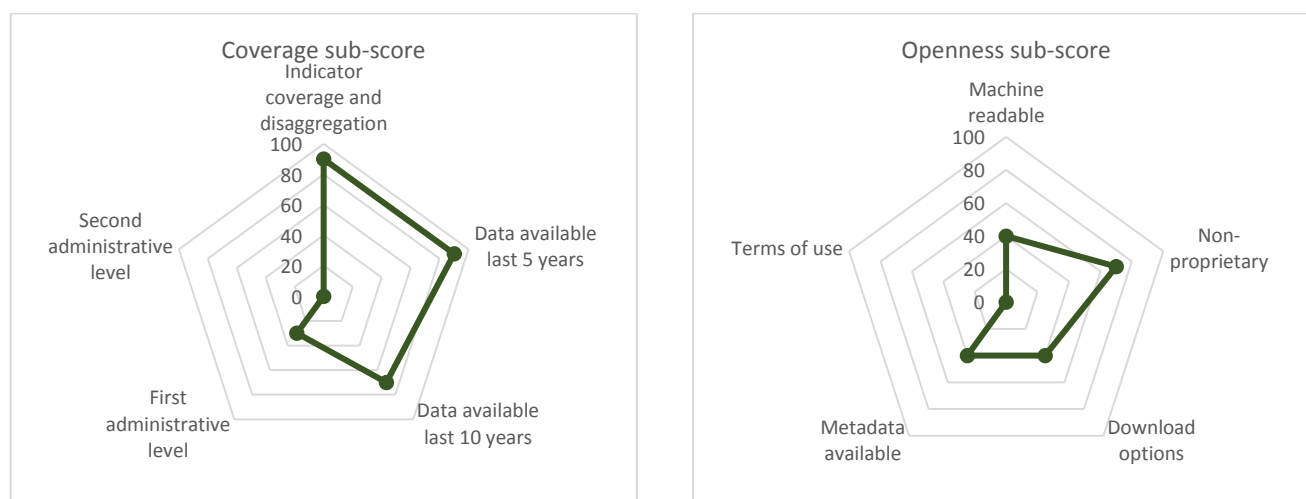 Coverage sub-score
Indicator
coverage and
disaggregation
100
80
60
40
20
0
Data available
last 5 years
Data available
last 10 years
First
administrative
level
Second
administrative
level
Openness sub-score
Machine
readable
100
80
60
40
20
0
Non-
proprietary
Download
options
Metadata
available
Terms of use